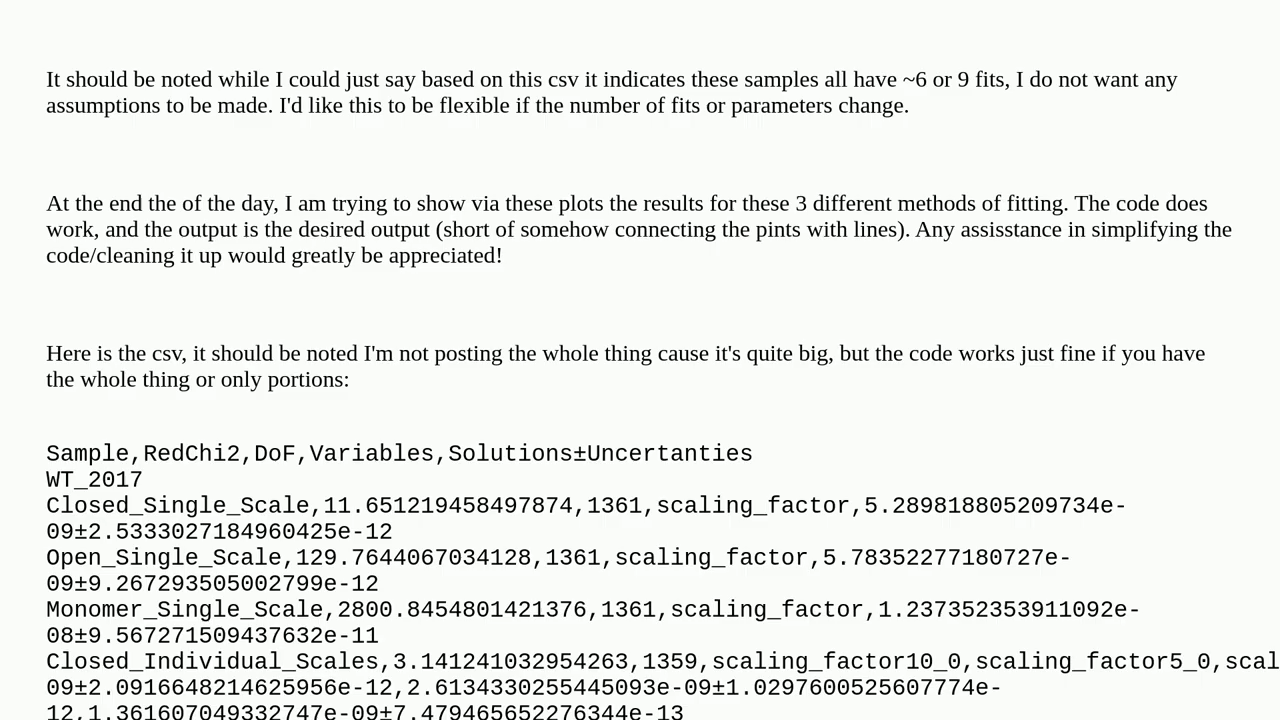 It should be noted while I could just say based on this csv it indicates these samples all have ~6 or 9 fits, I do not want any
assumptions to be made. I'd like this to be flexible if the number of fits or parameters change.
At the end the of the day, I am trying to show via these plots the results for these 3 different methods of fitting. The code does
work, and the output is the desired output (short of somehow connecting the pints with lines). Any assisstance in simplifying the
code/cleaning it up would greatly be appreciated!
Here is the csv, it should be noted I'm not posting the whole thing cause it's quite big, but the code works just fine if you have
the whole thing or only portions:
Sample,RedChi2,DoF,Variables,Solutions±Uncertanties
WT_2017
Closed_Single_Scale,11.651219458497874,1361,scaling_factor,5.289818805209734e-
09±2.5333027184960425e-12
Open_Single_Scale,129.7644067034128,1361,scaling_factor,5.78352277180727e-
09±9.267293505002799e-12
Monomer_Single_Scale,2800.8454801421376,1361,scaling_factor,1.237352353911092e-
08±9.567271509437632e-11
Closed_Individual_Scales,3.141241032954263,1359,scaling_factor10_0,scaling_factor5_0,scal
09±2.0916648214625956e-12,2.6134330255445093e-09±1.0297600525607774e-
12,1.361607049332747e-09±7.479465652276344e-13